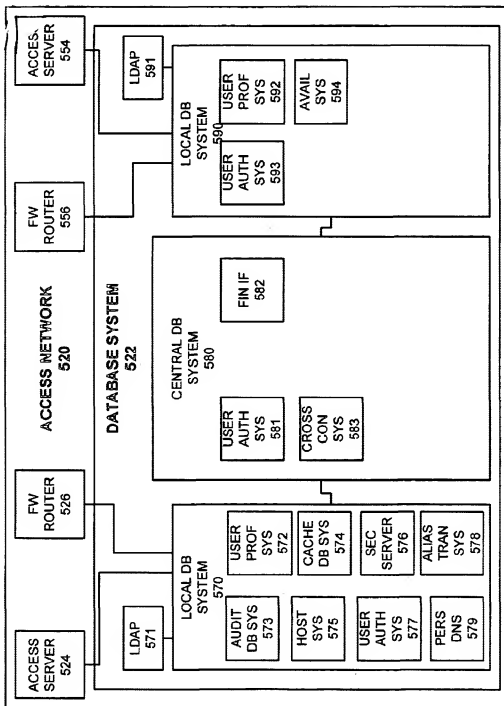 ACCESS
SERVER
524
FW
ROUTER
526
ACCESS NETWORK
520
FW
ROUTER
556
ACCESS
SERVER
554
DATABASE SYSTEM
522
LDAP
571
LOCAL DB
SYSTEM
570
AUDIT
DB SYS
573
USER
PROF
SYS
572
HOST
SYS
575
CACHE
DB SYS
574
USER
AUTH
SYS
577
SEC
SERVER
576
PERS
DNS
579
ALIAS
TRAN
SYS
578
CENTRAL DB
SYSTEM
580
USER
AUTH
SYS
581
FIN IF
582
CROSS
CON
SYS
583
LDAP
591
LOCAL DB
SYSTEM
590
USER
AUTH
SYS
593
USER
PROF
SYS
592
AVAIL
SYS
594